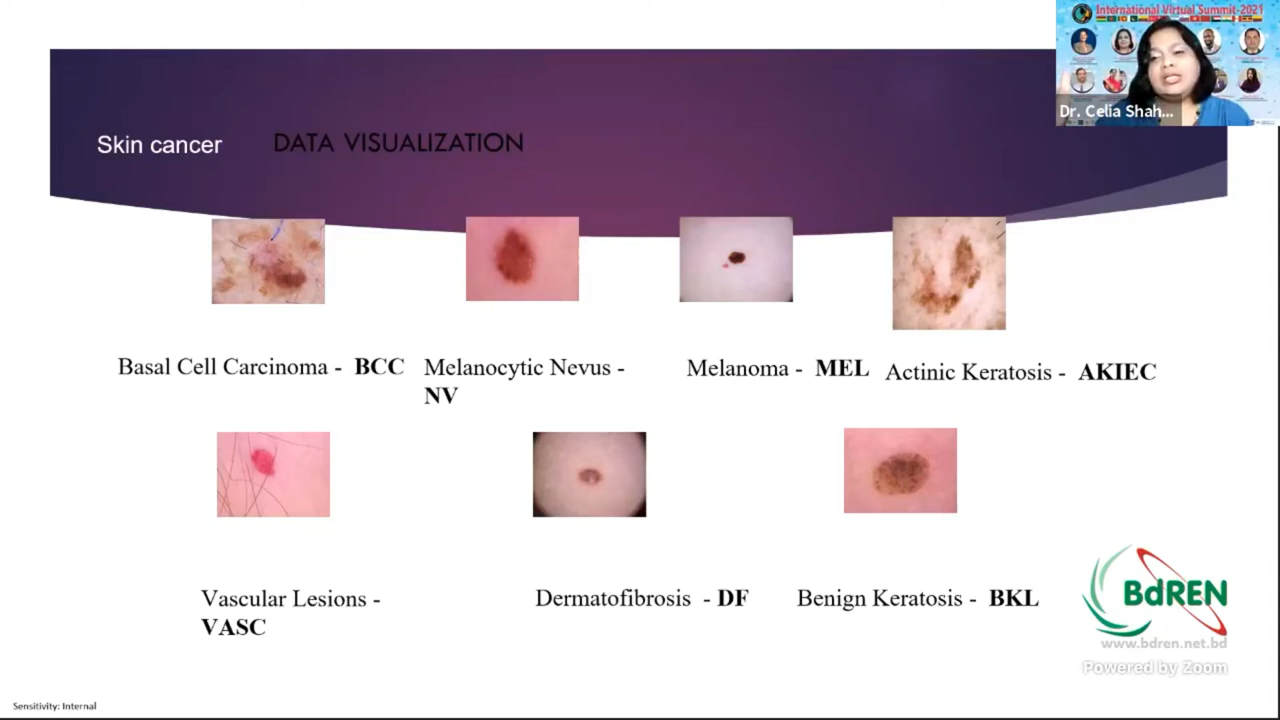 International Virtual Summit-2021
Dr. Celia Shah...
Skin cancer
DATA VISUALIZATION
Basal Cell Carcinoma - BCC
Melanocytic Nevus -
NV
Melanoma - MEL
Actinic Keratosis - AKIEC
Vascular Lesions -
VASC
Dermatofibrosis - DF
Benign Keratosis - BKL
BdREN
www.bdren.net.bd
Powered by Zoom
Sensitivity: Internal